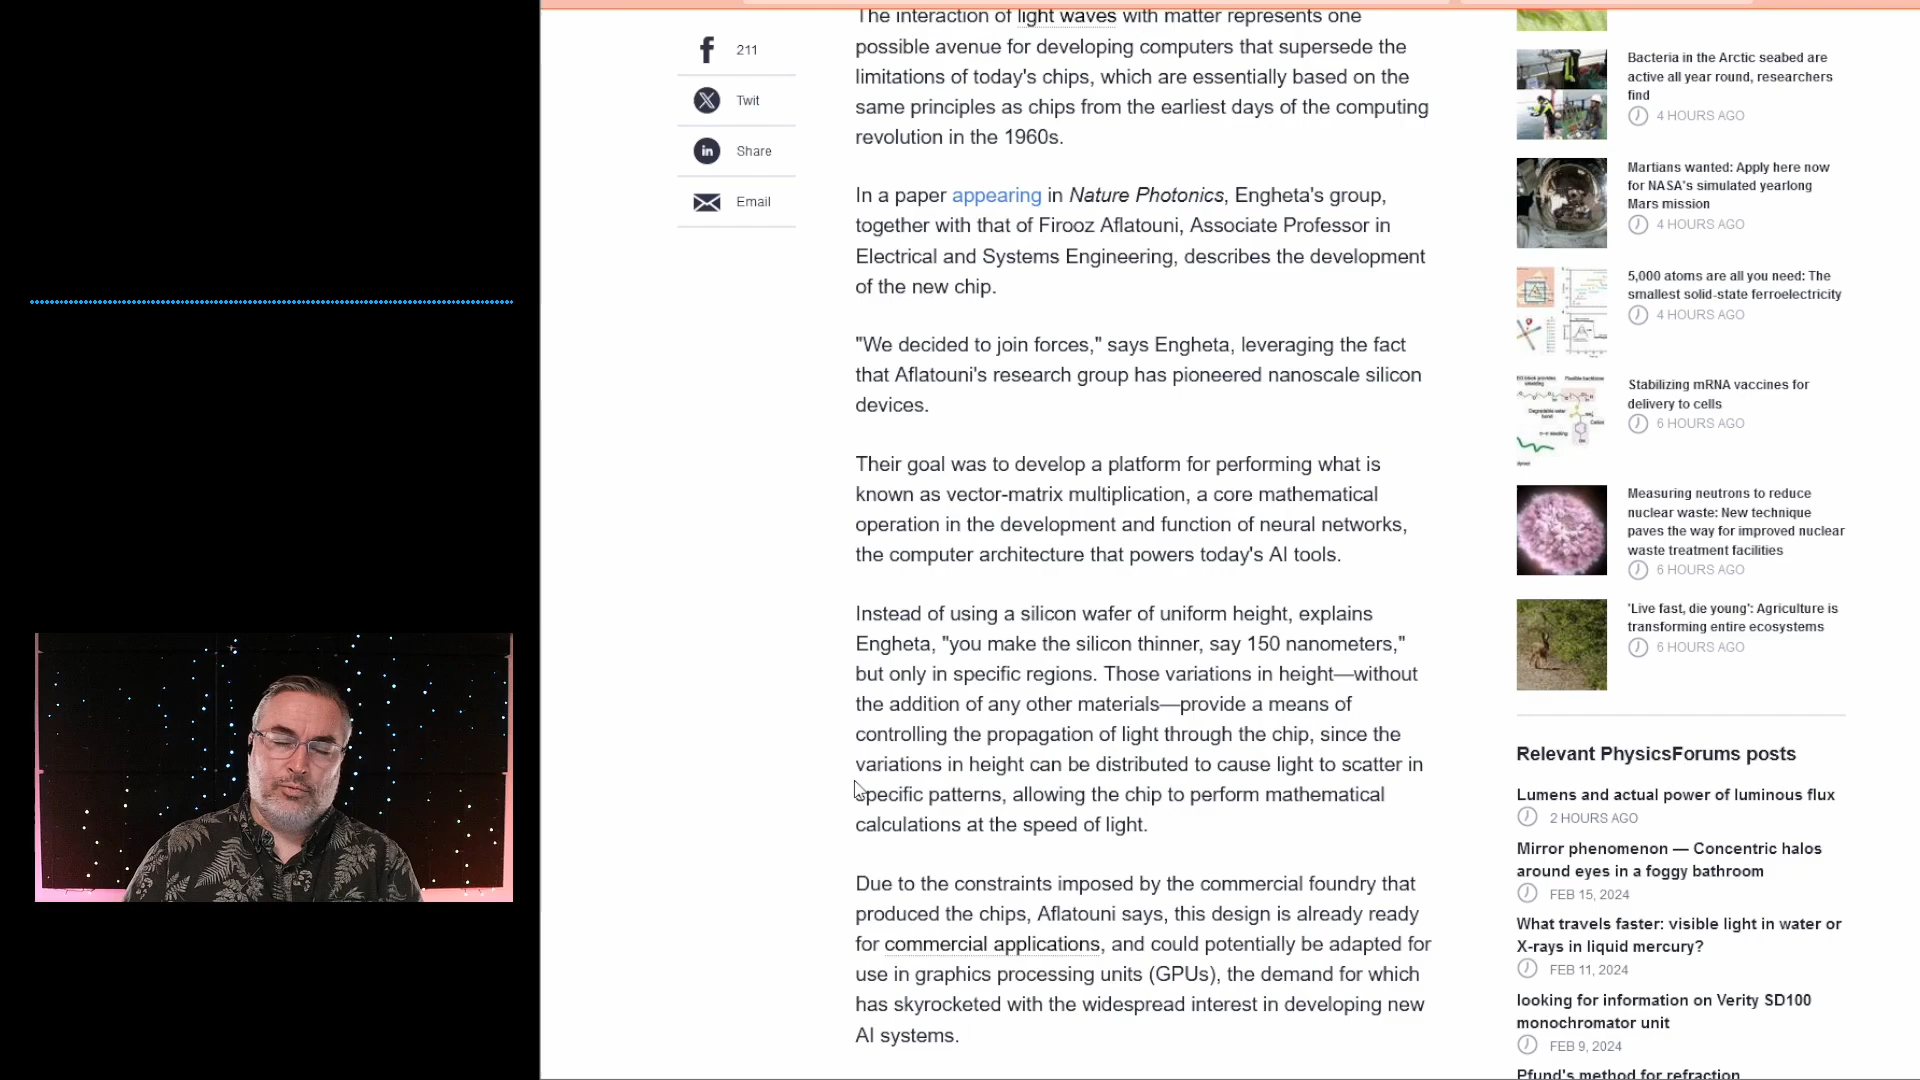 211
Twit
Share
Email
The interaction of light waves with matter represents one
possible avenue for developing computers that supersede the
limitations of today's chips, which are essentially based on the
same principles as chips from the earliest days of the computing
revolution in the 1960s.
In a paper appearing in Nature Photonics, Engheta's group,
together with that of Firooz Aflatouni, Associate Professor in
Electrical and Systems Engineering, describes the development
of the new chip.
"We decided to join forces," says Engheta, leveraging the fact
that Aflatouni's research group has pioneered nanoscale silicon
devices.
Their goal was to develop a platform for performing what is
known as vector-matrix multiplication, a core mathematical
operation in the development and function of neural networks,
the computer architecture that powers today's AI tools.
Instead of using a silicon wafer of uniform height, explains
Engheta, "you make the silicon thinner, say 150 nanometers,"
but only in specific regions. Those variations in height—without
the addition of any other materials—provide a means of
controlling the propagation of light through the chip, since the
variations in height can be distributed to cause light to scatter in
specific patterns, allowing the chip to perform mathematical
calculations at the speed of light.
Due to the constraints imposed by the commercial foundry that
produced the chips, Aflatouni says, this design is already ready
for commercial applications, and could potentially be adapted for
use in graphics processing units (GPUs), the demand for which
has skyrocketed with the widespread interest in developing new
AI systems.
Bacteria in the Arctic seabed are
active all year round, researchers
find
4 HOURS AGO
Martians wanted: Apply here now
for NASA's simulated yearlong
Mars mission
4 HOURS AGO
5,000 atoms are all you need: The
smallest solid-state ferroelectricity
4 HOURS AGO
Stabilizing mRNA vaccines for
delivery to cells
6 HOURS AGO
Measuring neutrons to reduce
nuclear waste: New technique
paves the way for improved nuclear
waste treatment facilities
6 HOURS AGO
'Live fast, die young': Agriculture is
transforming entire ecosystems
6 HOURS AGO
Relevant PhysicsForums posts
Lumens and actual power of luminous flux
2 HOURS AGO
Mirror phenomenon — Concentric halos
around eyes in a foggy bathroom
FEB 15, 2024
What travels faster: visible light in water or
X-rays in liquid mercury?
FEB 11, 2024
looking for information on Verity SD100
monochromator unit
FEB 9, 2024
Pfund's method for refraction